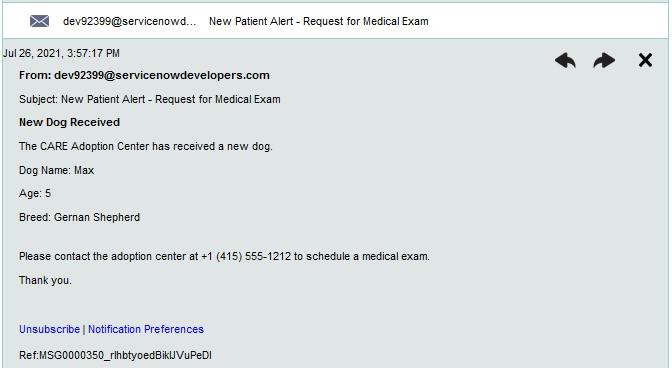 dev92399@servicenowd... New Patient Alert - Request for Medical Exam
Jul 26, 2021, 3:57:17 PM
From: dev92399@servicenowdevelopers.com
Subject: New Patient Alert - Request for Medical Exam
New Dog Received
The CARE Adoption Center has received a new dog.
Dog Name: Max
Age: 5
Breed: Gernan Shepherd
Please contact the adoption center at +1 (415) 555-1212 to schedule a medical exam.
Thank you.
Unsubscribe | Notification Preferences